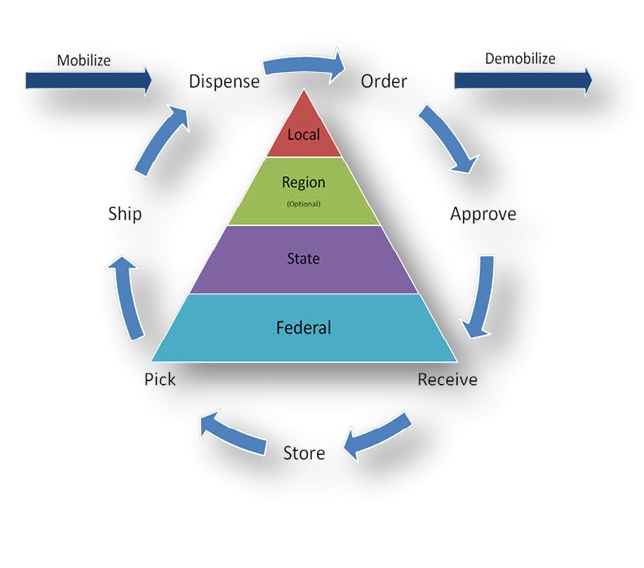 Mobilize
Demobilize
Dispense
Order
Local
Region
(Optional)
Ship
Approve
State
Federal
Pick
Receive
Store